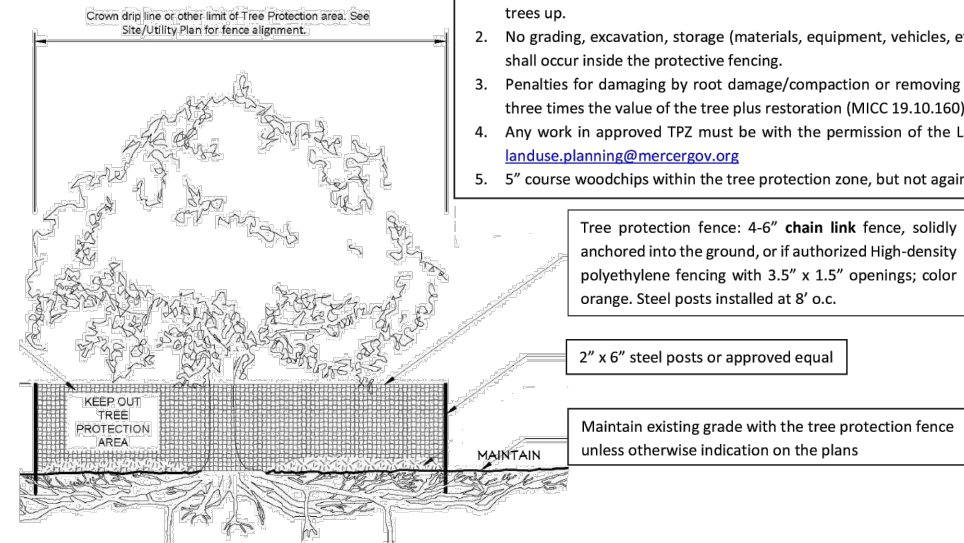 Crown drip line or other limit of Tree Protection area. See
Site/Utility Plan for fence alignment.
trees up.
2. No grading, excavation, storage (materials, equipment, vehicles, e
shall occur inside the protective fencing.
3. Penalties for damaging by root damage/compaction or removing
three times the value of the tree plus restoration (MICC 19.10.160)
4. Any work in approved TPZ must be with the permission of the L
landuse.planning@mercergov.org
5. 5” course woodchips within the tree protection zone, but not again
Tree protection fence: 4-6” chain link fence, solidly
anchored into the ground, or if authorized High-density
polyethylene fencing with 3.5” x 1.5” openings; color
orange. Steel posts installed at 8’ o.c.
2” x 6” steel posts or approved equal
KEEP OUT
TREE
PROTECTION
AREA
Maintain existing grade with the tree protection fence
unless otherwise indication on the plans
MAINTAIN